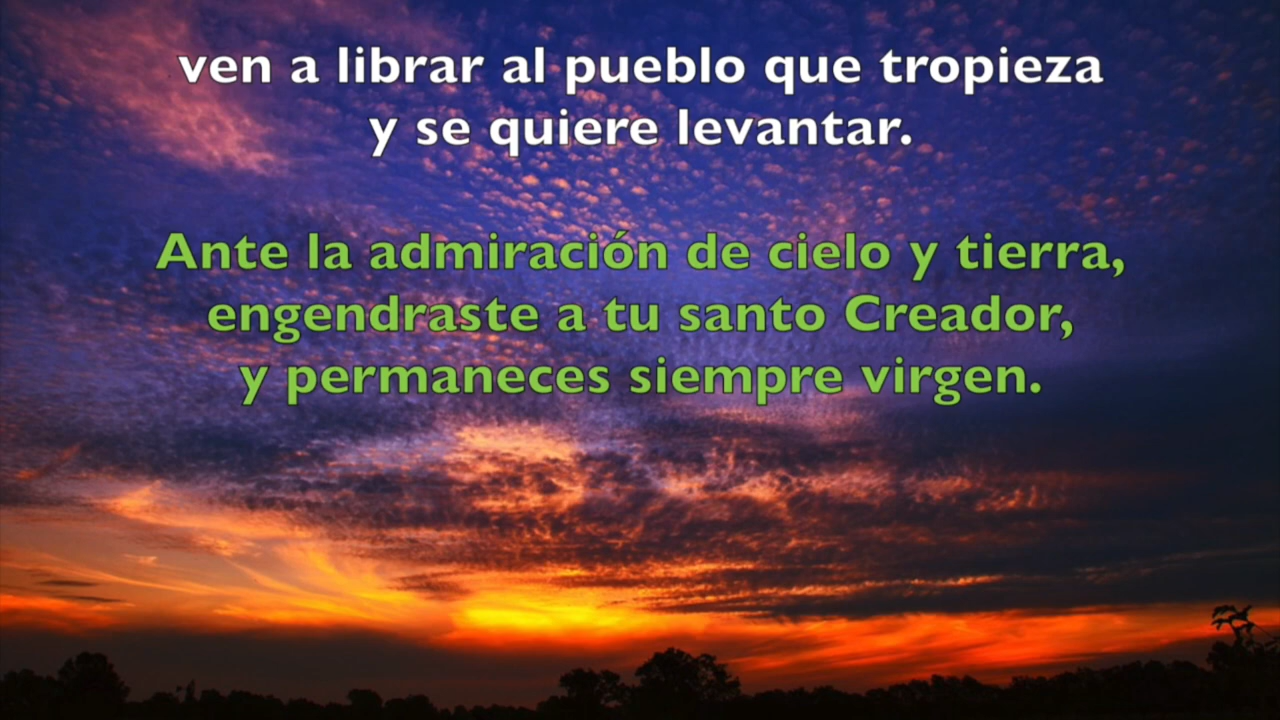 ven a librar al pueblo que tropieza
y se quiere levantar.
Ante la admiración de cielo y tierra,
engendraste a tu santo Creador,
y permaneces siempre virgen.